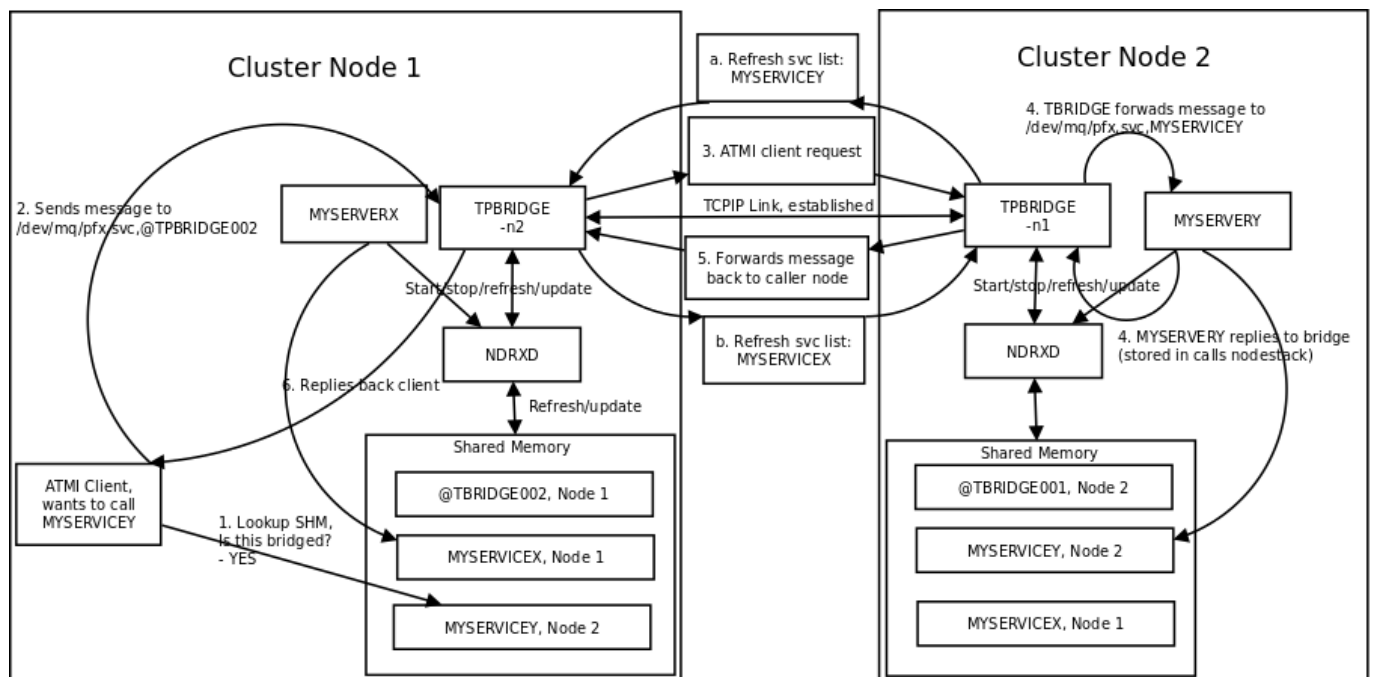 Cluster Node 1
Cluster Node 2
a. Refresh svc list:
MYSERVICEY
4. TBRIDGE forwads message to
/dev/mq/pfx,svc,MYSERVICEY
3. ATMI client request
2. Sends message to
/dev/mq/pfx,svc,@TPBRIDGE002
MYSERVERX
TPBRIDGE
-n2
TCPIP Link, established
TPBRIDGE
-n1
MYSERVERY
5. Forwards message
back to caller node
Start/stop/refresh/update
Start/stop/refresh/update
NDRXD
b. Refresh svc list:
MYSERVICEX
NDRXD
4. MYSERVERY replies to bridge
(stored in calls nodestack)
6. Replies back client
Refresh/update
Shared Memory
Shared Memory
ATMI Client,
wants to call
MYSERVICEY
@TBRIDGE002, Node 1
@TBRIDGE001, Node 2
1. Lookup SHM,
Is this bridged?
- YES
MYSERVICEX, Node 1
MYSERVICEY, Node 2
MYSERVICEY, Node 2
MYSERVICEX, Node 1